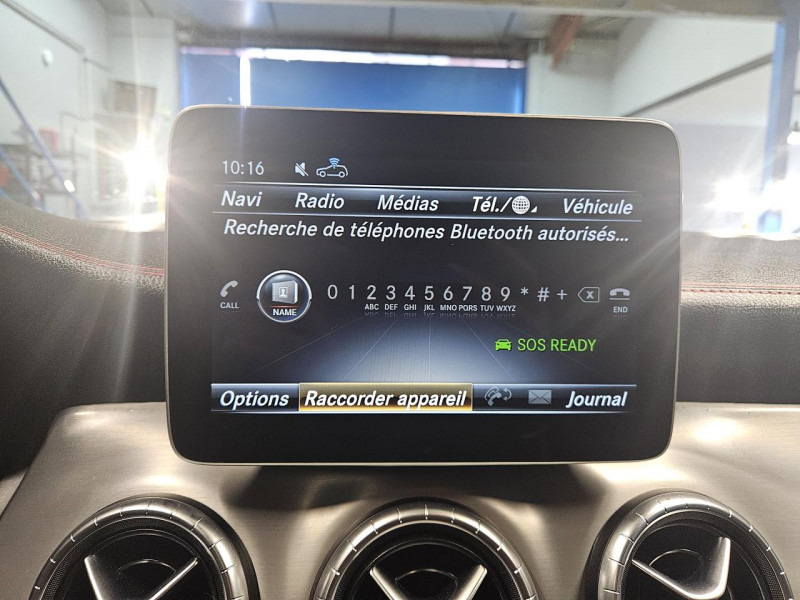 10:16
Navi Radio Médias Tél./ Véhicule
Recherche de téléphones Bluetooth autorisés...
CALL NAME 0 1 2 3 4 5 6 7 8 9 * # + X END
ABC DEF GHI JKL MNO PQRS TUV WXYZ
SOS READY
Options Raccorder appareil Journal